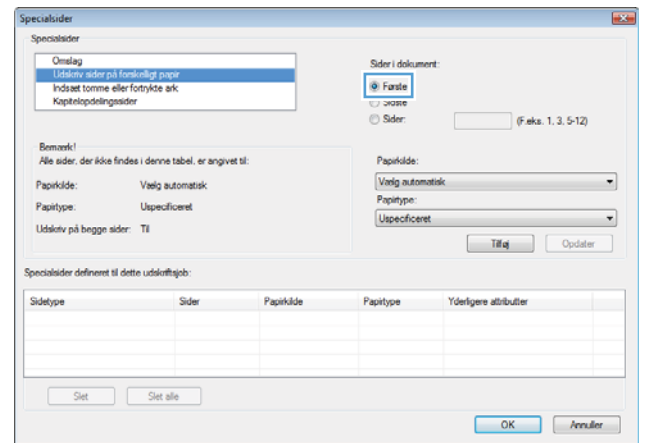 Specialsider
Specialsider
Omslag
Udskriv sider på forskelligt papir
Indsæt tomme eller fortrykte ark
Kapitelopdelingssider
Sider i dokument:
Første
Sidste
Sider:
(F.eks. 1, 3, 5-12)
Bemærk!
Alle sider, der ikke findes i denne tabel, er angivet til:
Papirkilde:
Vælg automatisk
Papirtype:
Uspecificeret
Udskriv på begge sider:
Til
Papirkilde:
Vælg automatisk
Papirtype:
Uspecificeret
Tilføj
Opdater
Specialsider defineret til dette udskriftsjob:
Sidetype
Sider
Papirkilde
Papirtype
Yderligere attributter
Slet
Slet alle
OK
Annuller